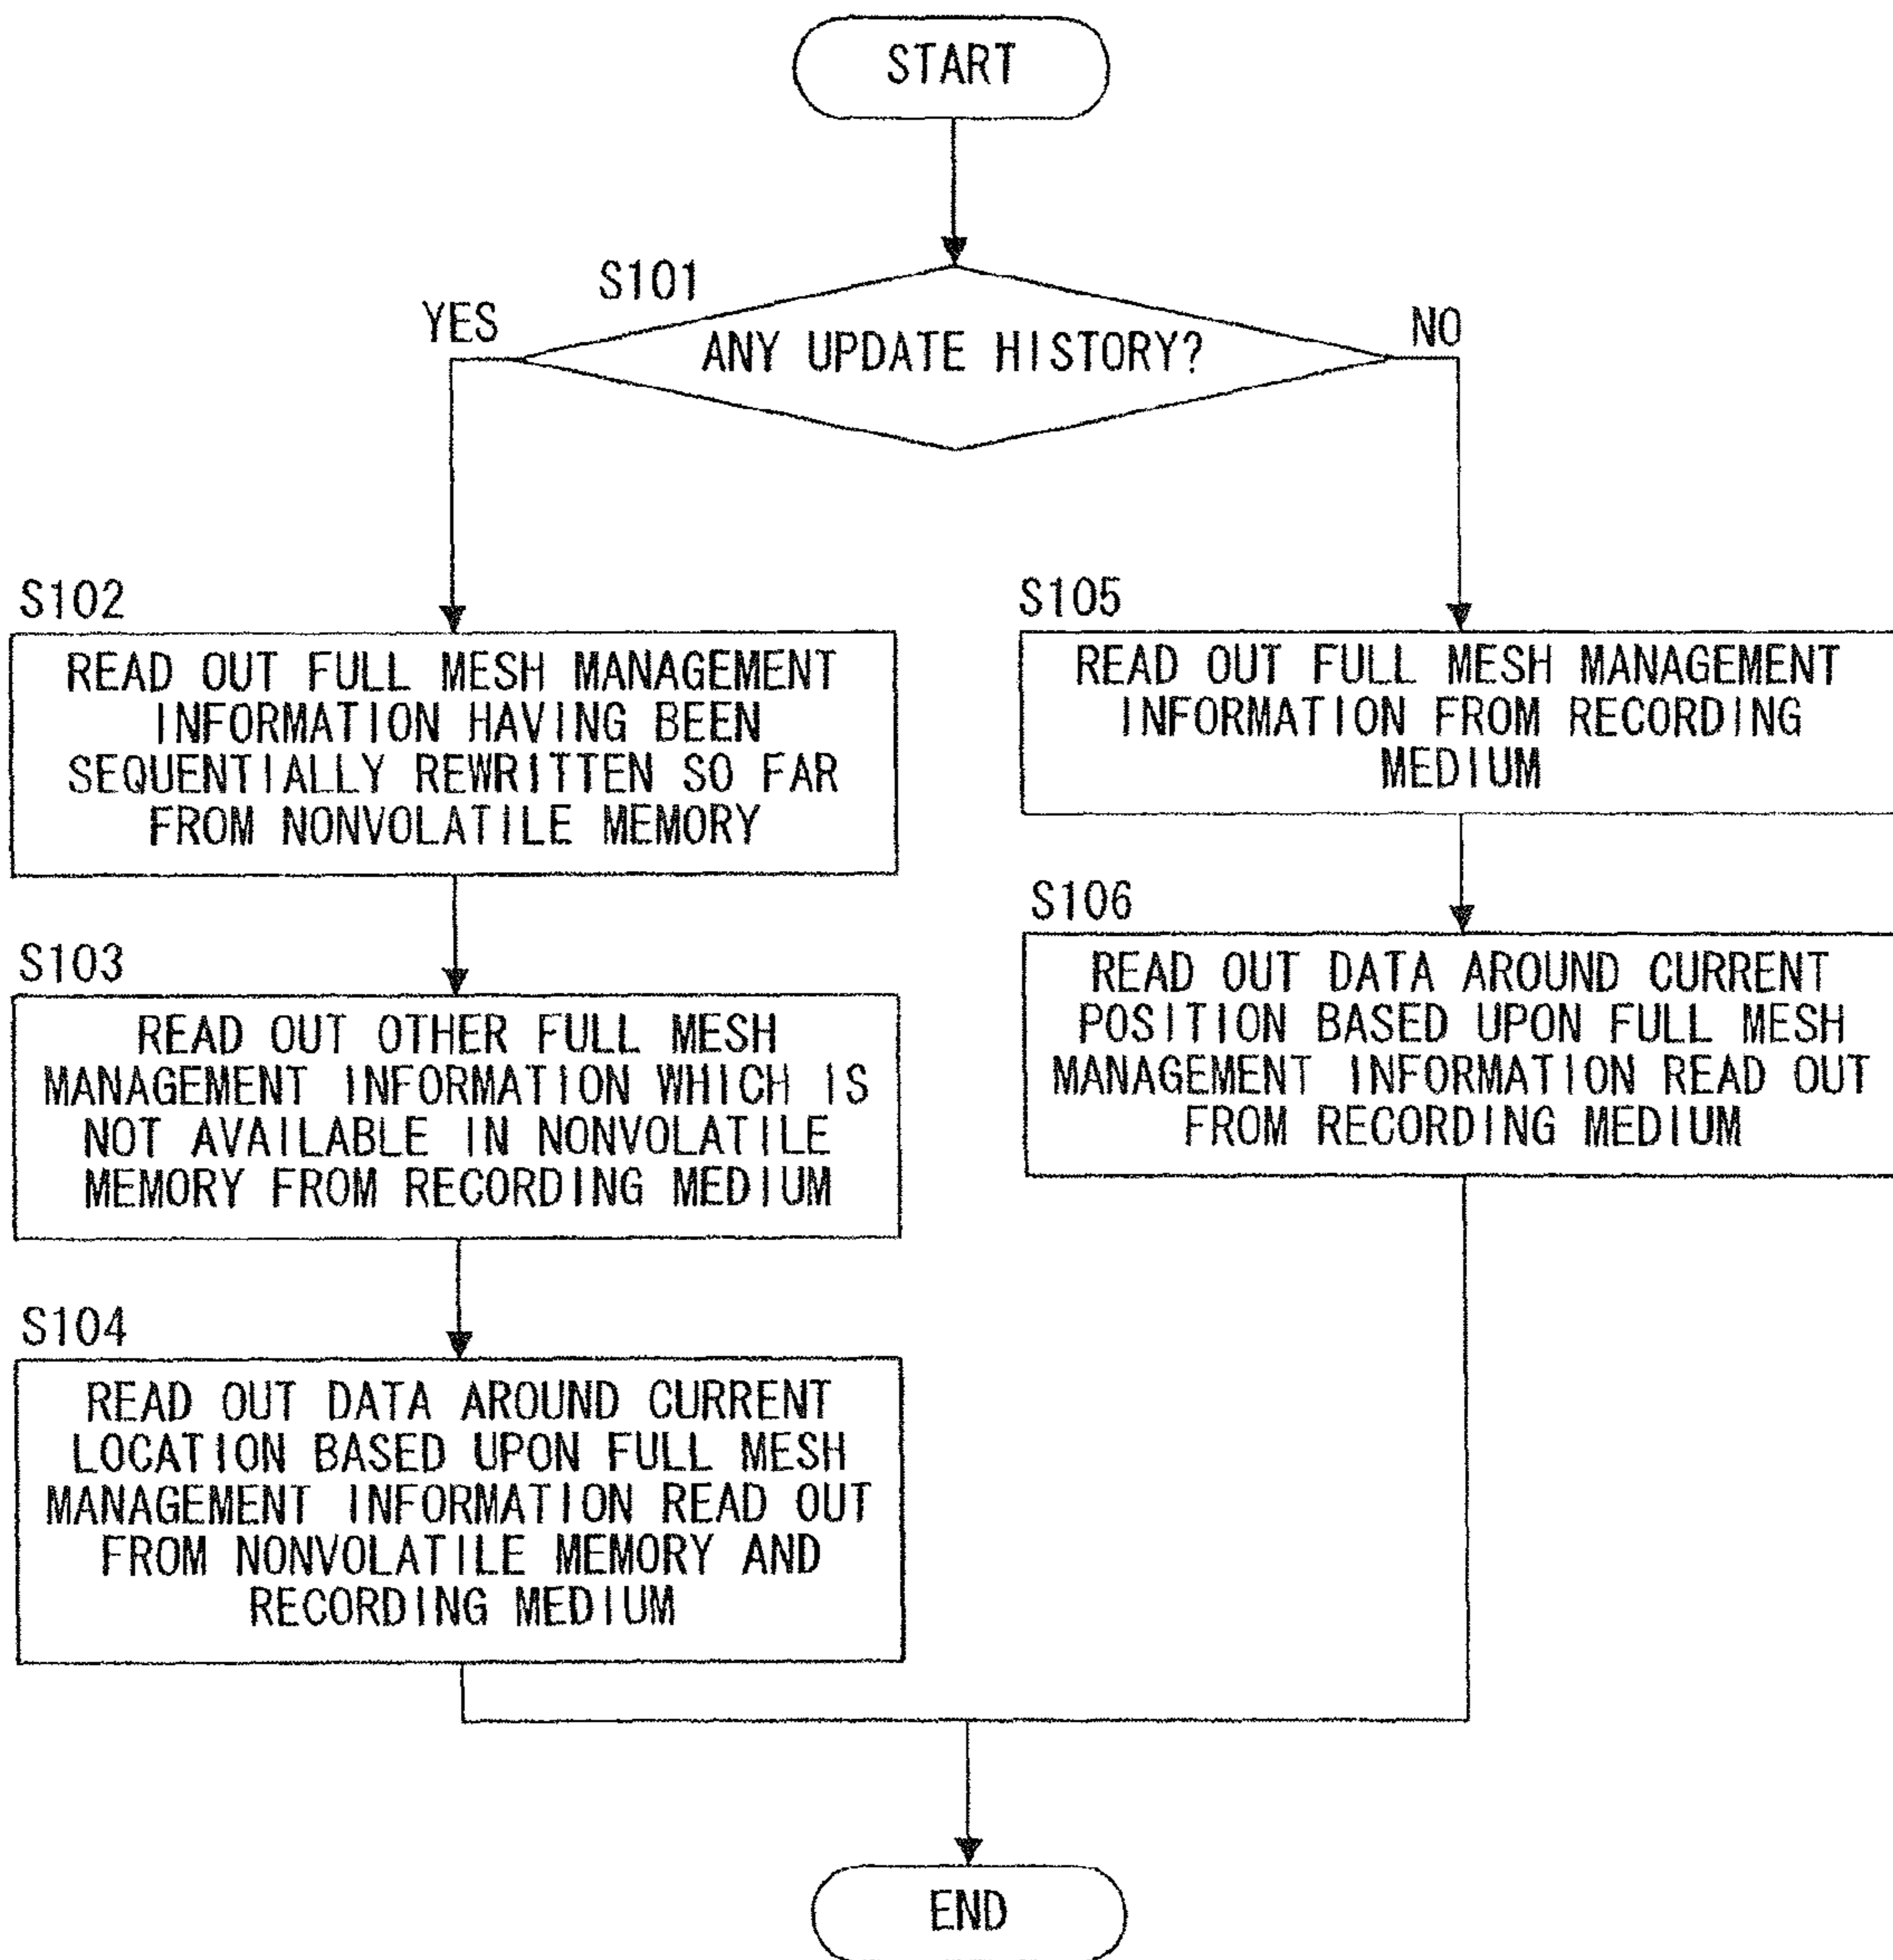 START
S101
YES
ANY UPDATE HISTORY?
NO
S102
READ OUT FULL MESH MANAGEMENT
INFORMATION HAVING BEEN
SEQUENTIALLY REWRITTEN SO FAR
FROM NONVOLATILE MEMORY
S103
READ OUT OTHER FULL MESH
MANAGEMENT INFORMATION WHICH IS
NOT AVAILABLE IN NONVOLATILE
MEMORY FROM RECORDING MEDIUM
S104
READ OUT DATA AROUND CURRENT
LOCATION BASED UPON FULL MESH
MANAGEMENT INFORMATION READ OUT
FROM NONVOLATILE MEMORY AND
RECORDING MEDIUM
S105
READ OUT FULL MESH MANAGEMENT
INFORMATION FROM RECORDING
MEDIUM
S106
READ OUT DATA AROUND CURRENT
POSITION BASED UPON FULL MESH
MANAGEMENT INFORMATION READ OUT
FROM RECORDING MEDIUM
END